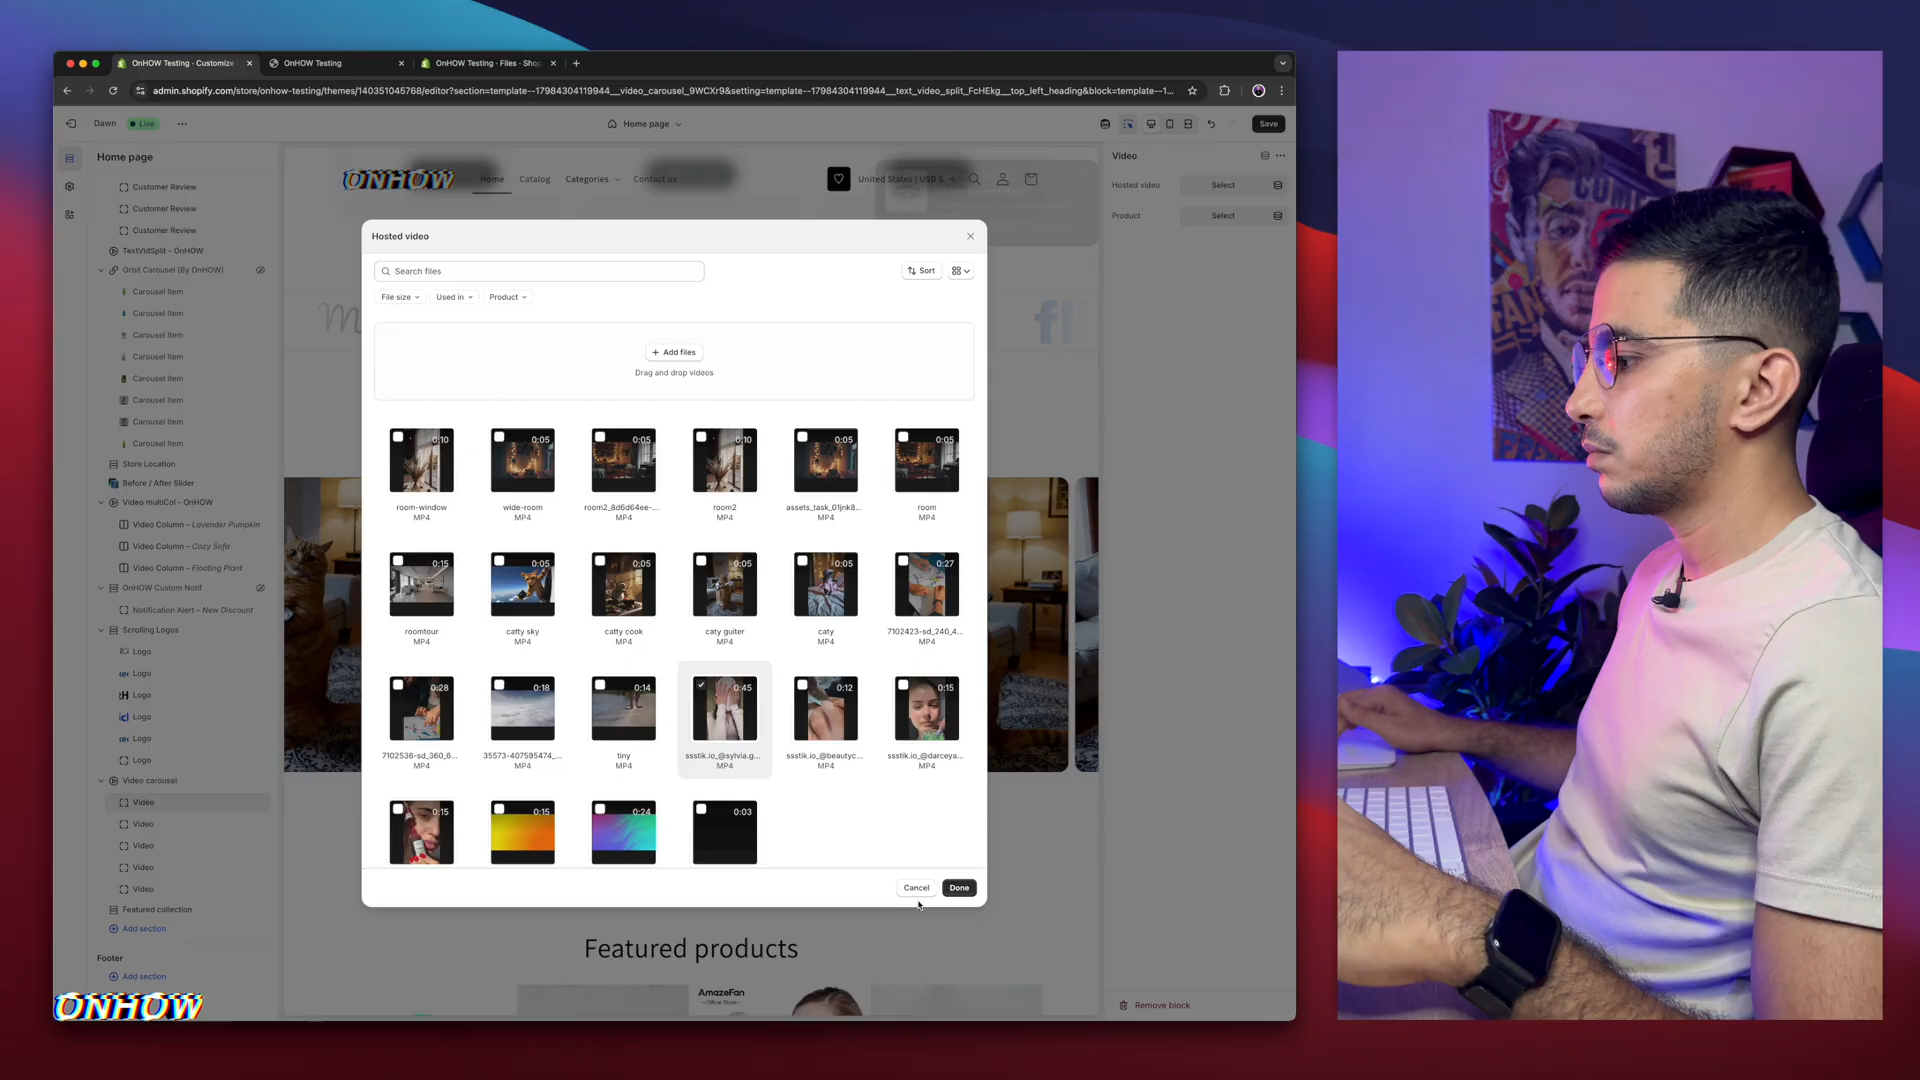 OnHOW Testing · Customize
OnHOW Testing
OnHOW Testing · Files · Shop
admin.shopify.com/store/onhow-testing/themes/140351045768/editor?section=template--17984304119944__video_carousel_9WCXr9&setting=template--17984304119944__text_video_split_FcHEkg__top_left_heading&block=template--1...
Dawn
Live
Home page
Save
Home page
Customer Review
Customer Review
Customer Review
TextVidSplit - OnHOW
Orbit Carousel (By OnHOW)
Carousel Item
Carousel Item
Carousel Item
Carousel Item
Carousel Item
Carousel Item
Carousel Item
Carousel Item
Store Location
Before / After Slider
Video multiCol - OnHOW
Video Column – Lavender Pumpkin
Video Column – Cozy Sofa
Video Column – Floating Plant
OnHOW Custom Notif
Notification Alert – New Discount
Scrolling Logos
Logo
Logo
Logo
Logo
Logo
Logo
Video carousel
Video
Video
Video
Video
Video
Featured collection
Add section
Footer
Add section
ONHOW
ONHOW
Home
Catalog
Categories
Contact us
United States | USD $
Hosted video
Search files
Sort
File size
Used in
Product
+ Add files
Drag and drop videos
0:10
0:05
0:05
0:10
0:05
0:05
room-window
wide-room
room2_8d6d64ee-...
room2
assets_task_01jnk8...
room
MP4
MP4
MP4
MP4
MP4
MP4
0:15
0:05
0:05
0:05
0:05
0:27
roomtour
catty sky
catty cook
caty guiter
caty
7102423-sd_240_4...
MP4
MP4
MP4
MP4
MP4
MP4
0:28
0:18
0:14
0:45
0:12
0:15
7102536-sd_360_6...
35573-407595474_...
tiny
ssstik.io_@sylvia.g...
ssstik.io_@beautyc...
ssstik.io_@darceya...
MP4
MP4
MP4
MP4
MP4
MP4
0:15
0:15
0:24
0:03
Cancel
Done
Featured products
AmazeFan
Video
Hosted video
Select
Product
Select
Remove block